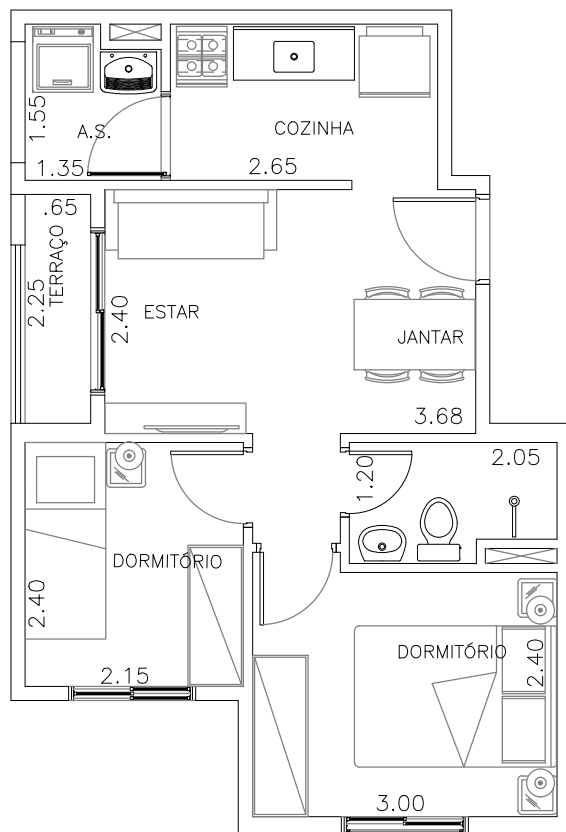 1.55
A.S.
1.35
COZINHA
2.65
.65
TERRAÇO
2.25
2.40
ESTAR
JANTAR
3.68
1.20
2.05
DORMITÓRIO
2.40
2.15
DORMITÓRIO
2.40
3.00